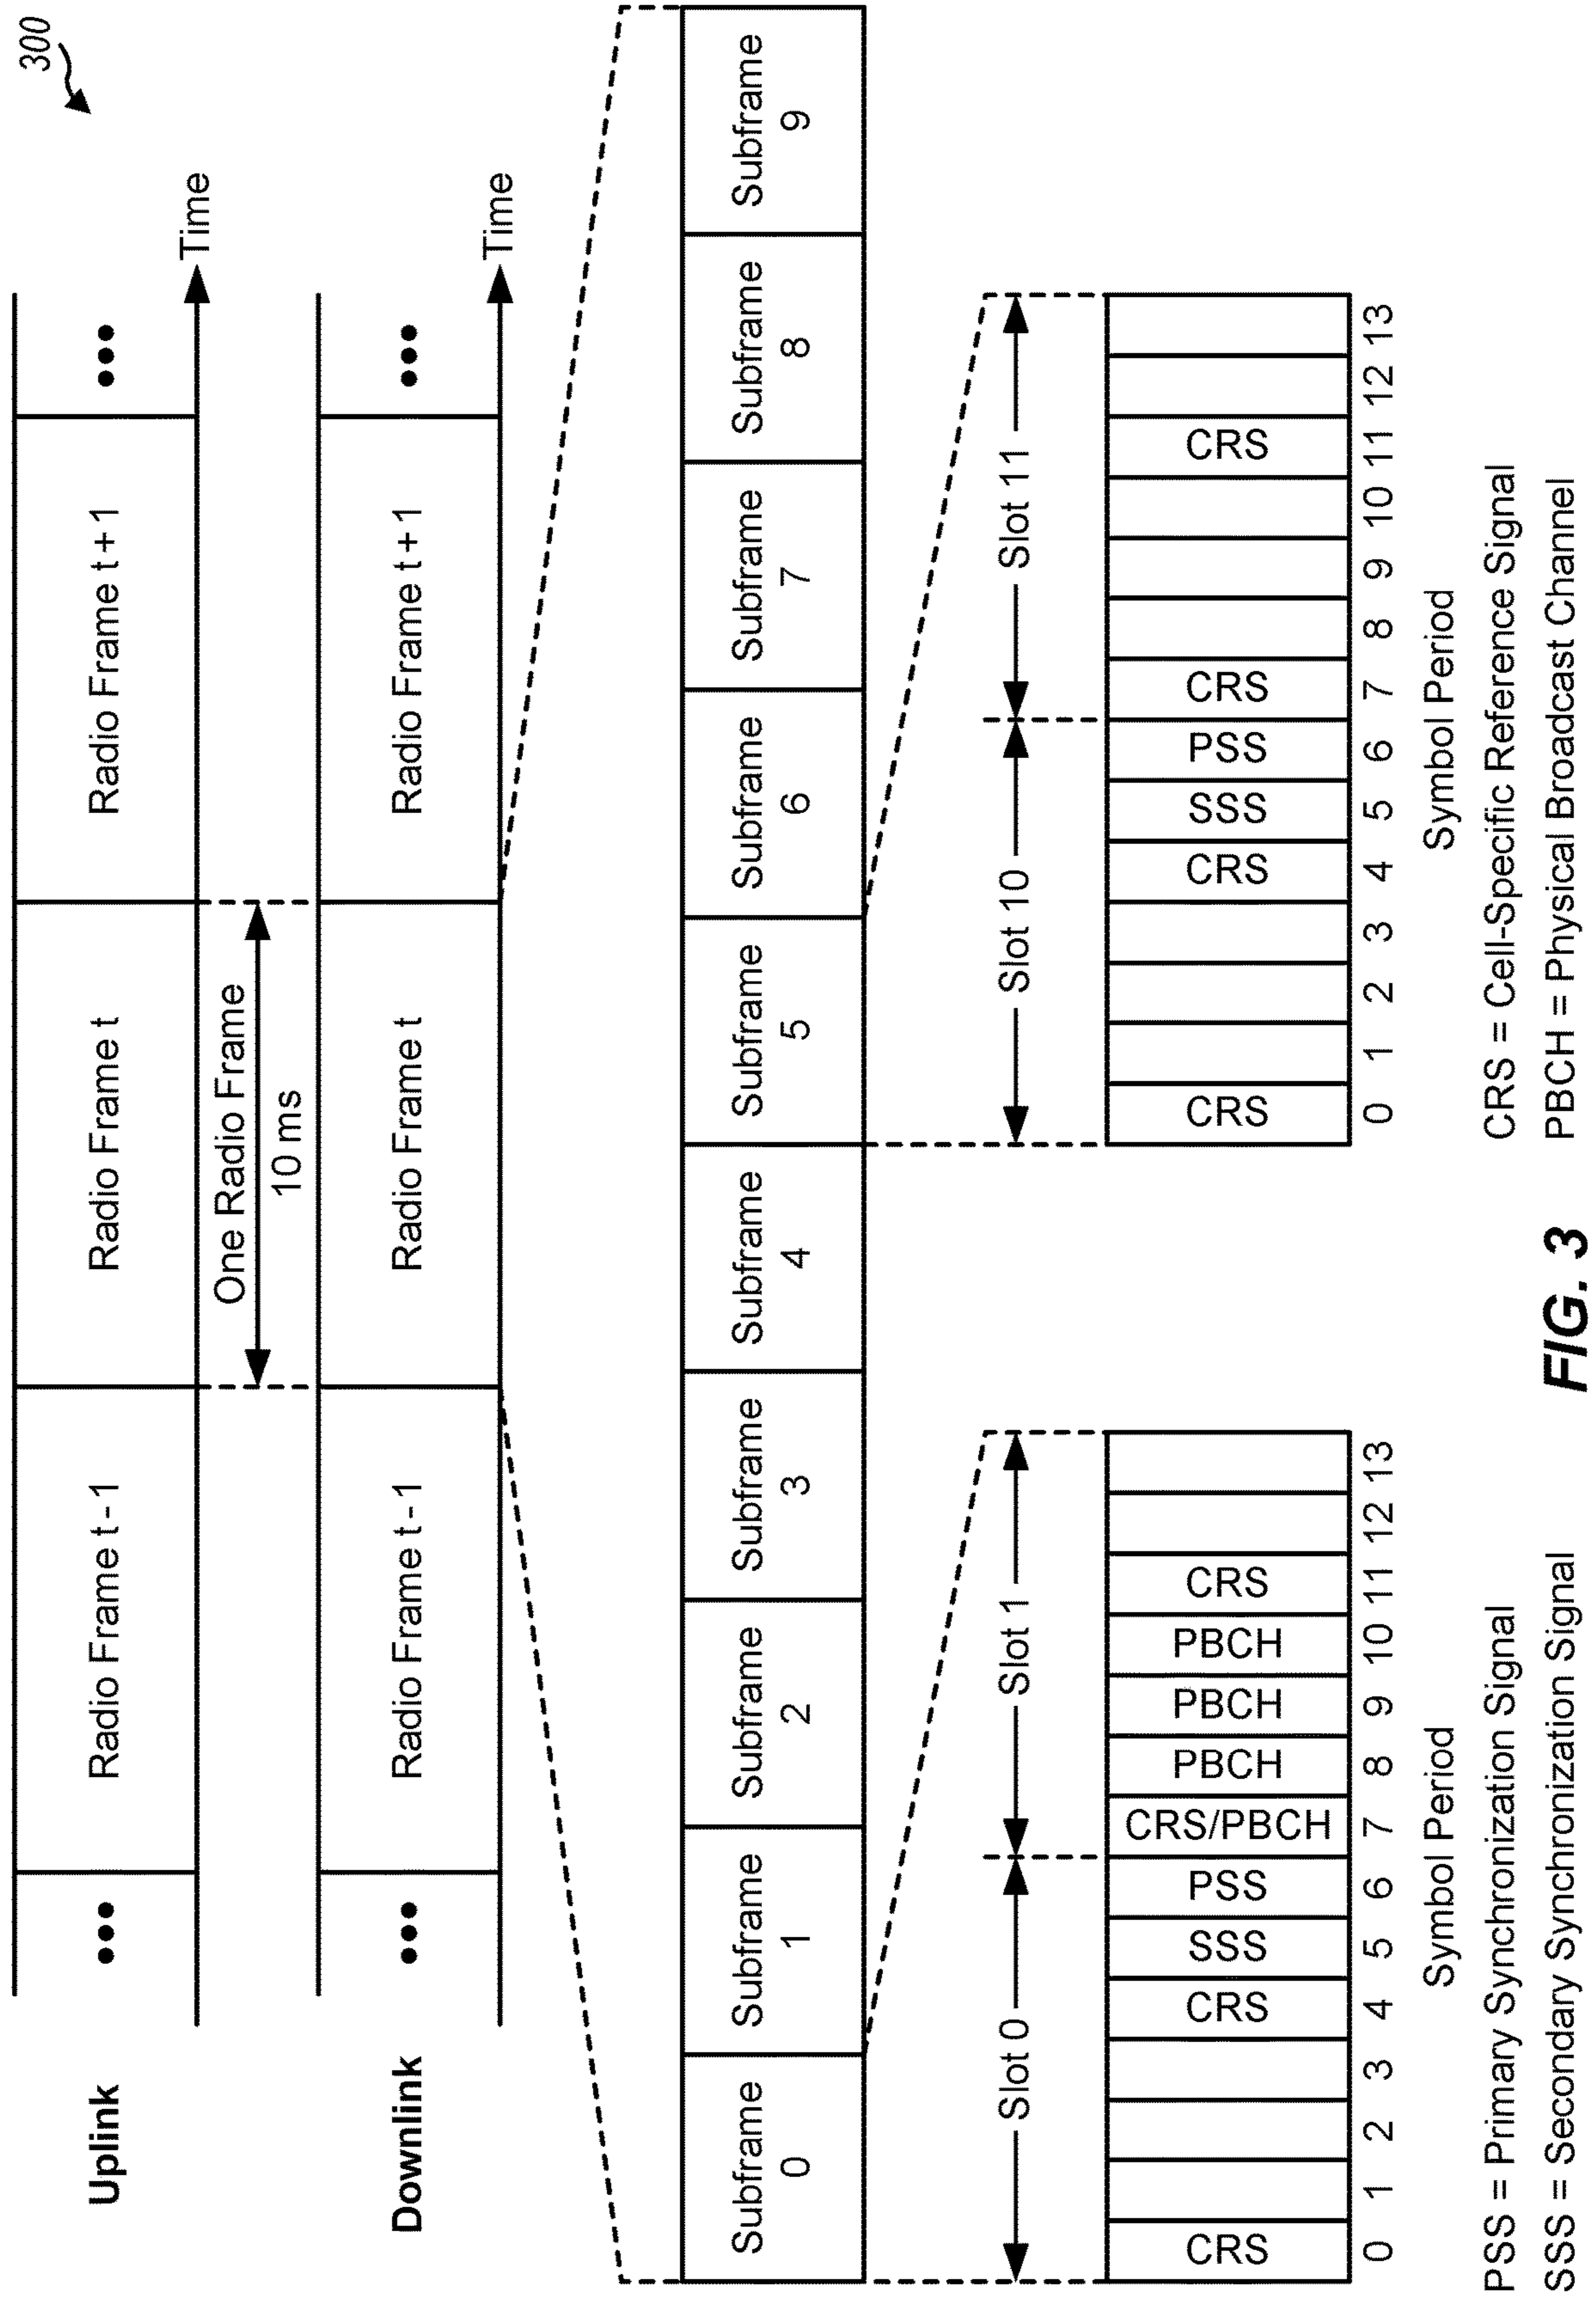 300
Uplink
••• Radio Frame t - 1 Radio Frame t Radio Frame t + 1 •••
Time
One Radio Frame
10 ms
Downlink
••• Radio Frame t - 1 Radio Frame t Radio Frame t + 1 •••
Time
Subframe Subframe Subframe Subframe Subframe Subframe Subframe Subframe Subframe Subframe
0 1 2 3 4 5 6 7 8 9
Slot 0 Slot 1 Slot 10 Slot 11
CRS CRS SSS PSS CRS/PBCH PBCH PBCH PBCH CRS
CRS CRS SSS PSS CRS CRS
0 1 2 3 4 5 6 7 8 9 10 11 12 13
0 1 2 3 4 5 6 7 8 9 10 11 12 13
Symbol Period
Symbol Period
PSS = Primary Synchronization Signal
SSS = Secondary Synchronization Signal
CRS = Cell-Specific Reference Signal
PBCH = Physical Broadcast Channel
FIG. 3